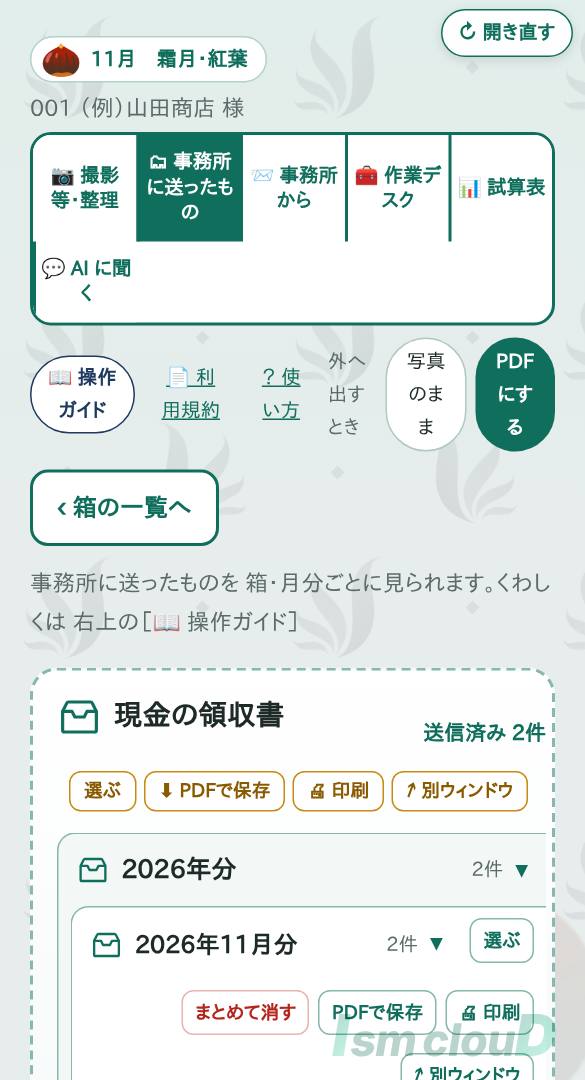 ↻ 開き直す
11月　霜月･紅葉
001 （例）山田商店 様
📷 撮影等･整理
🗂 事務所に送ったもの
📨 事務所から
🧰 作業デスク
📊 試算表
💬 AI に聞く
📖 操作ガイド
📄 利用規約
? 使い方
外へ出すとき
写真のまま
PDFにする
‹ 箱の一覧へ
事務所に送ったものを 箱･月分ごとに見られます｡くわし
くは 右上の[📖 操作ガイド]
現金の領収書
送信済み 2件
選ぶ
⬇ PDFで保存
🖨 印刷
↗ 別ウィンドウ
2026年分
2件 ▼
2026年11月分
2件 ▼
選ぶ
まとめて消す
PDFで保存
🖨 印刷
↗ 別ウィンドウ
Ism clouD